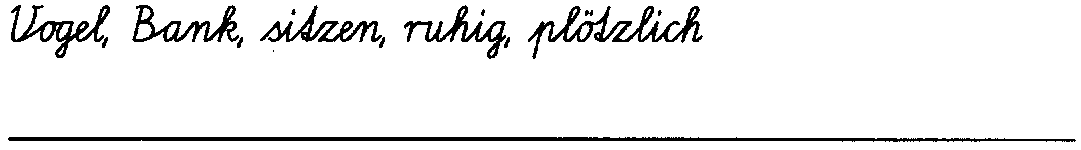 Vogel, Bank, sitzen, ruhig, plötzlich